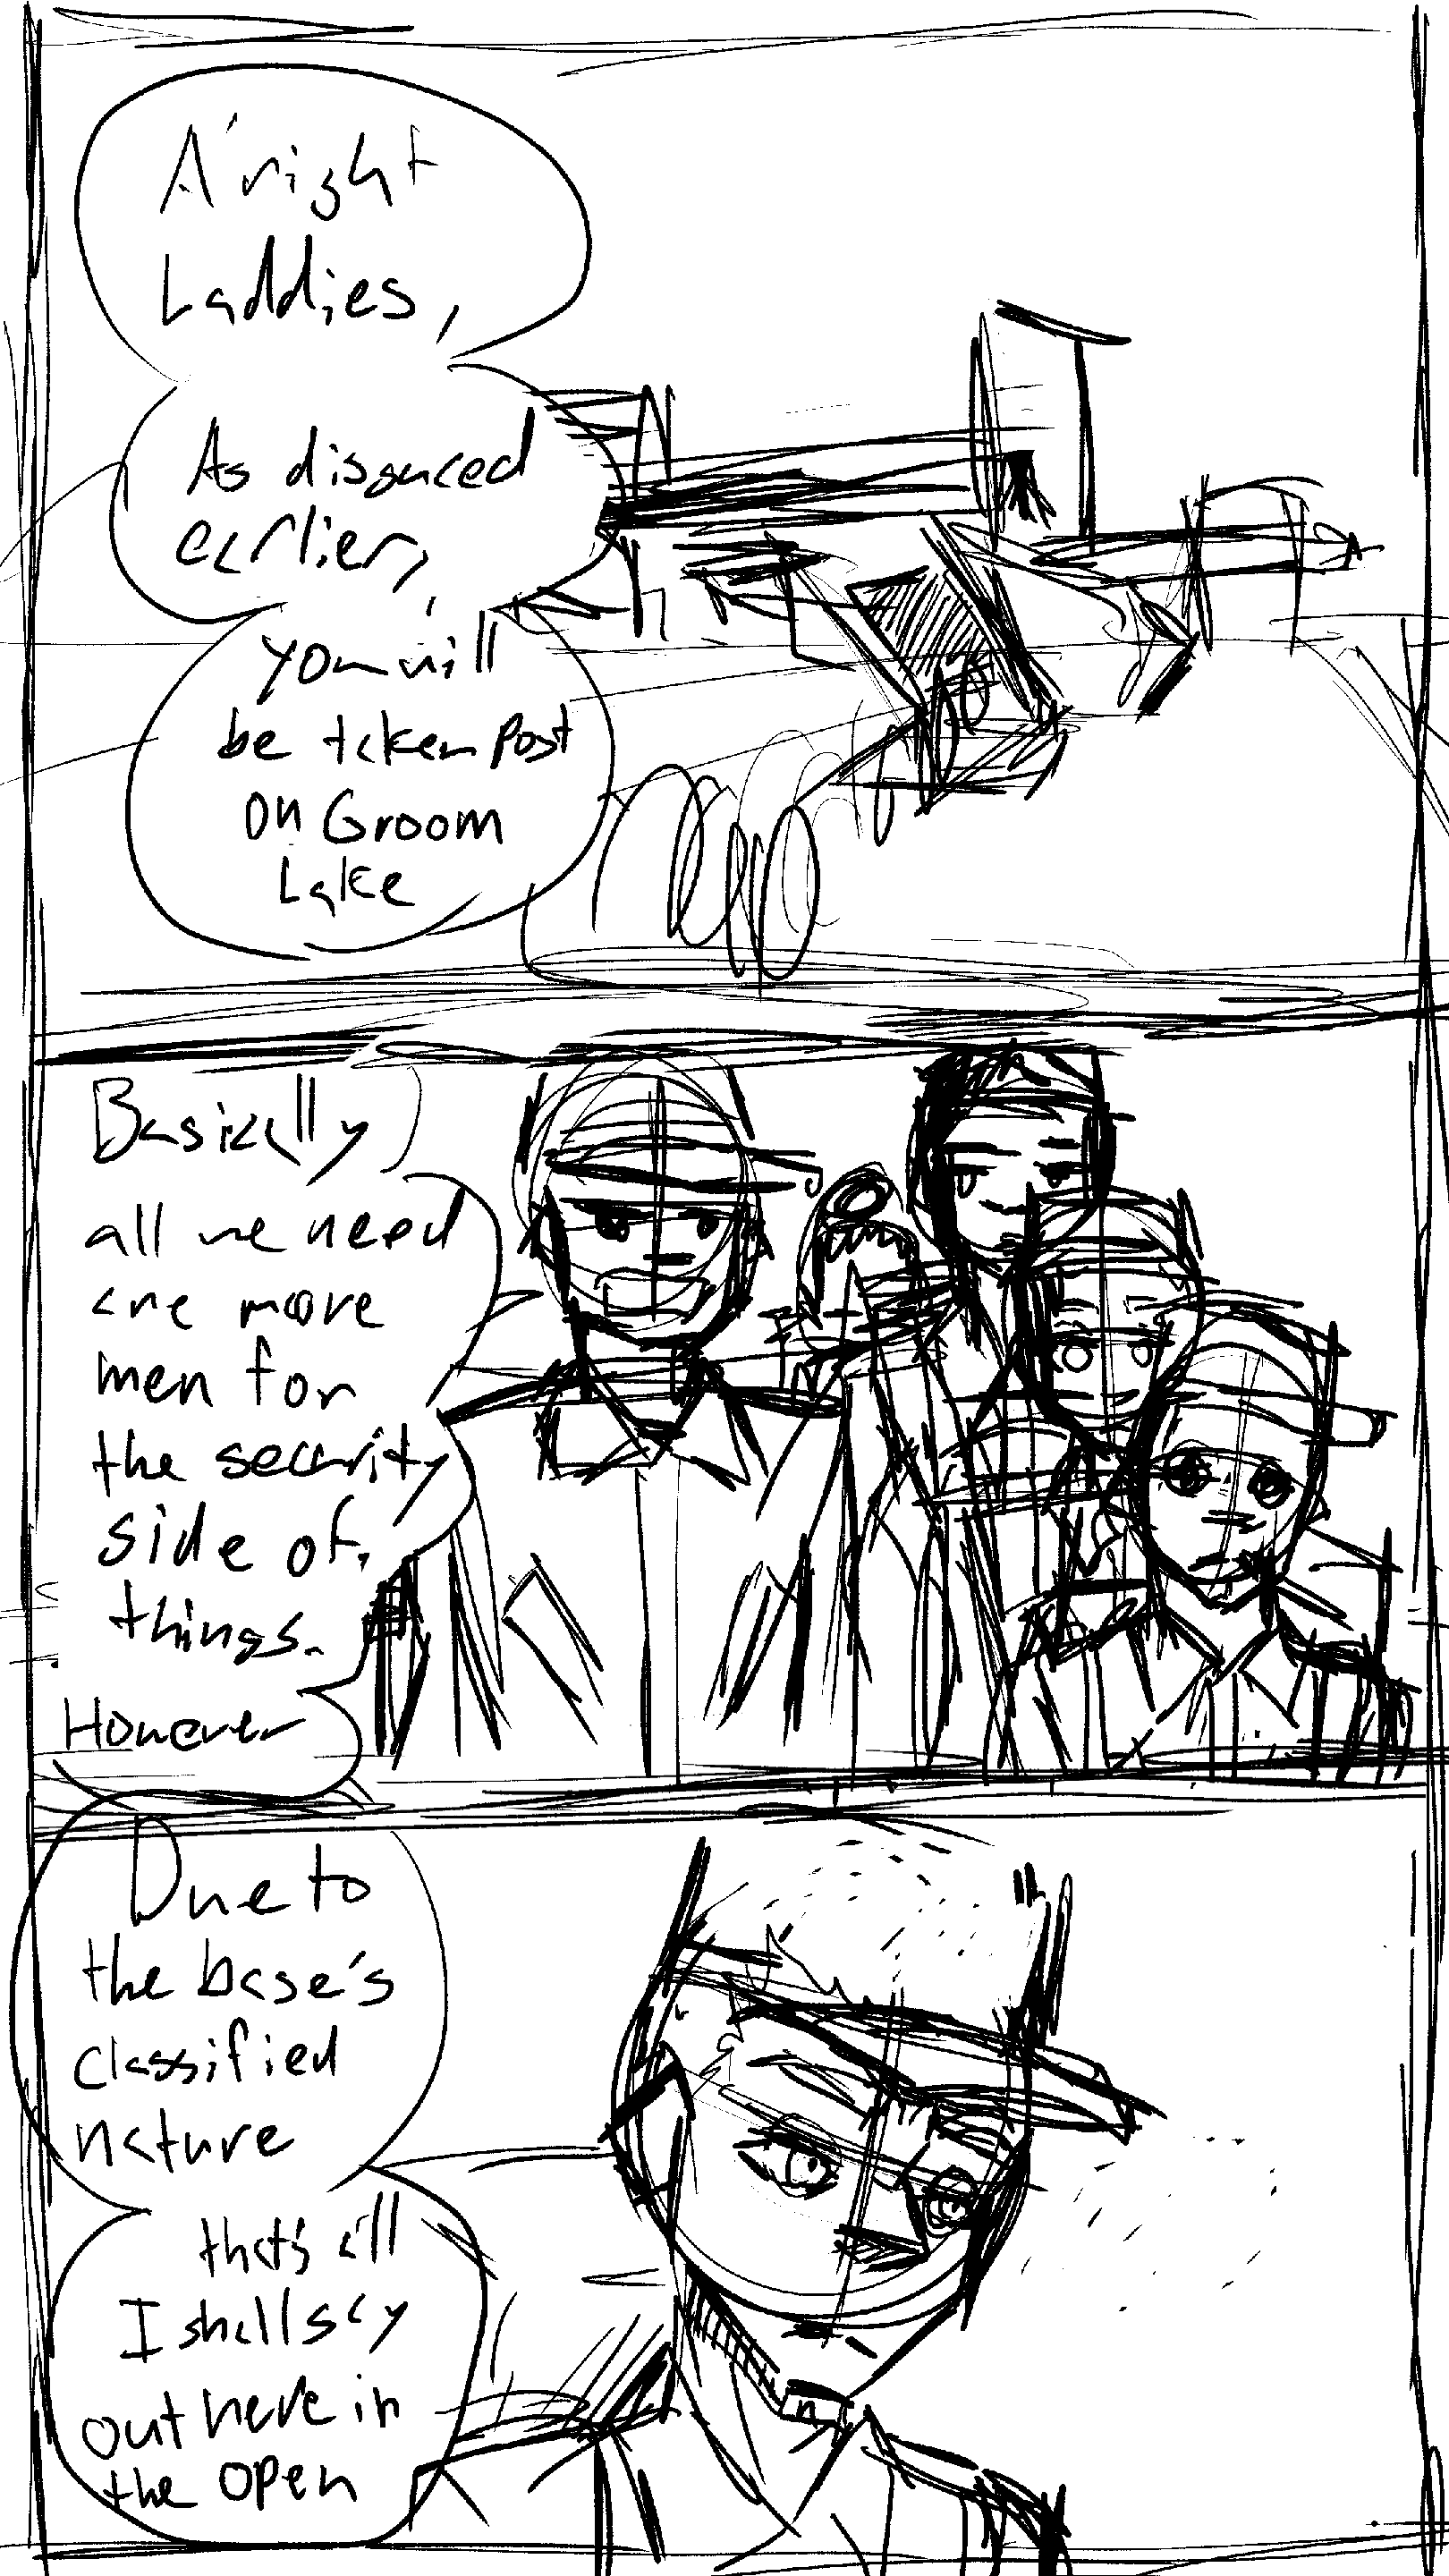 A'right
Laddies,
As disguced
earlier,
you will
be taken Post
on Groom
Lake
Basically
all we need
are more
men for
the security
side of
things.
However
Due to
the base's
classified
nature
that's all
I shall say
out here in
the open